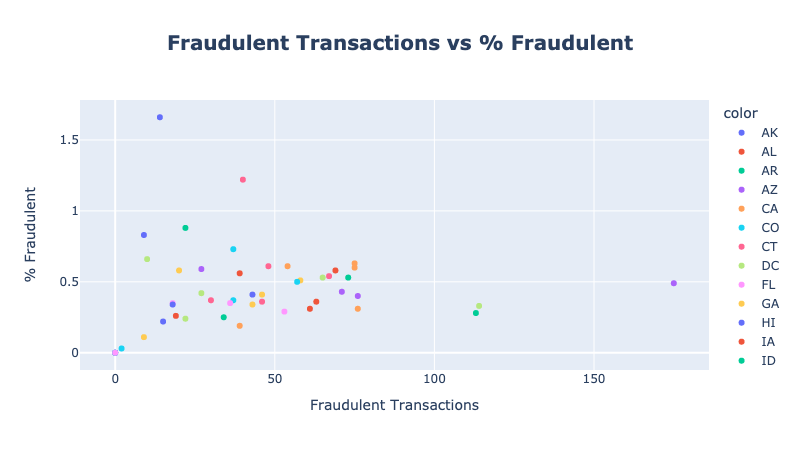 Fraudulent Transactions vs % Fraudulent
color
AK
AL
AR
AZ
CA
CO
CT
DC
FL
GA
HI
IA
ID
1.5
1
0.5
0
% Fraudulent
0
50
100
150
Fraudulent Transactions